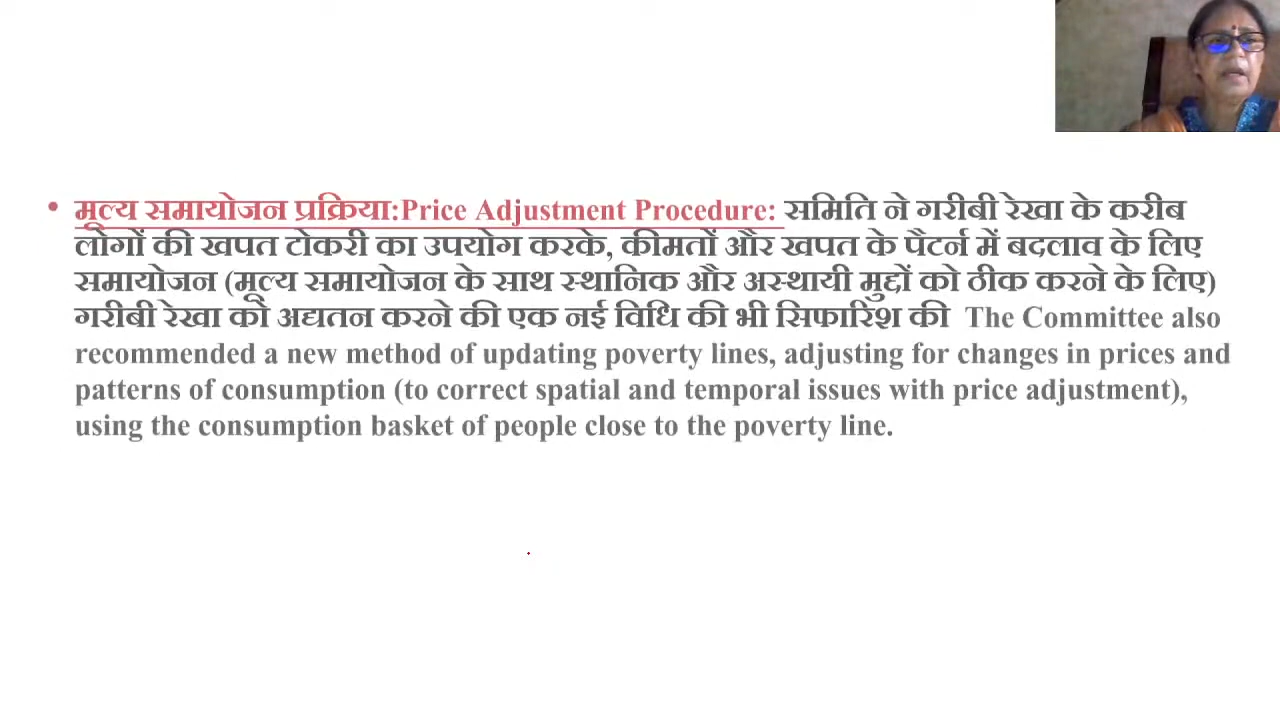 • मूल्य समायोजन प्रक्रिया:Price Adjustment Procedure: समिति ने गरीबी रेखा के करीब
लोगों की खपत टोकरी का उपयोग करके, कीमतों और खपत के पैटर्न में बदलाव के लिए
समायोजन (मूल्य समायोजन के साथ स्थानिक और अस्थायी मुद्दों को ठीक करने के लिए)
गरीबी रेखा को अद्यतन करने की एक नई विधि की भी सिफारिश की The Committee also
recommended a new method of updating poverty lines, adjusting for changes in prices and
patterns of consumption (to correct spatial and temporal issues with price adjustment),
using the consumption basket of people close to the poverty line.